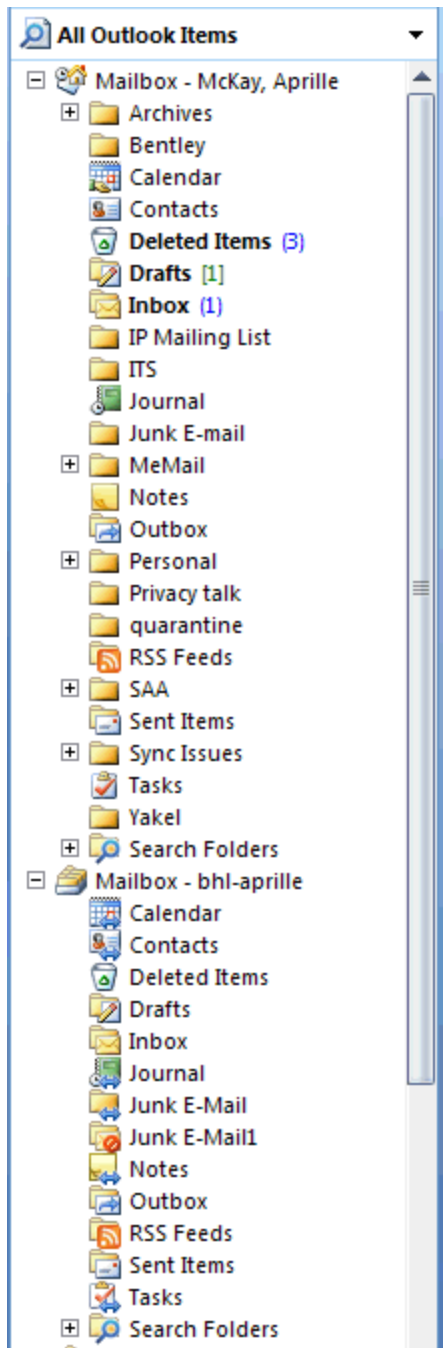 All Outlook Items
Mailbox - McKay, Aprille
Archives
Bentley
Calendar
Contacts
Deleted Items (3)
Drafts [1]
Inbox (1)
IP Mailing List
ITS
Journal
Junk E-mail
MeMail
Notes
Outbox
Personal
Privacy talk
quarantine
RSS Feeds
SAA
Sent Items
Sync Issues
Tasks
Yakel
Search Folders
Mailbox - bhl-aprille
Calendar
Contacts
Deleted Items
Drafts
Inbox
Journal
Junk E-Mail
Junk E-Mail1
Notes
Outbox
RSS Feeds
Sent Items
Tasks
Search Folders